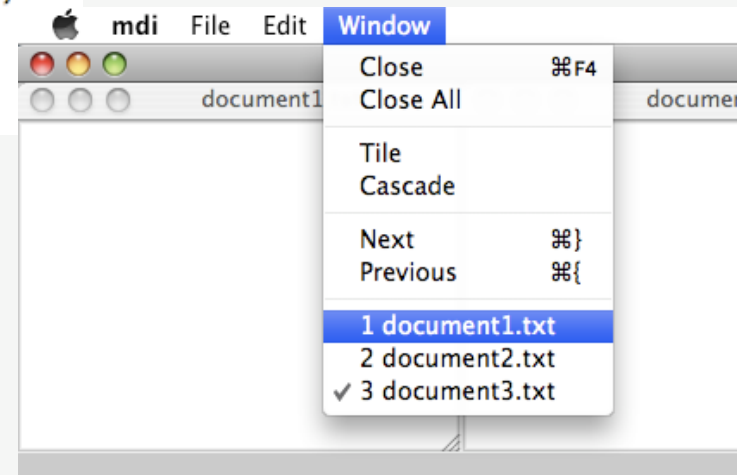 mdi File Edit Window
Close ⌘F4
document1
Close All
Tile
Cascade
Next ⌘}
Previous ⌘{
1 document1.txt
2 document2.txt
✓ 3 document3.txt